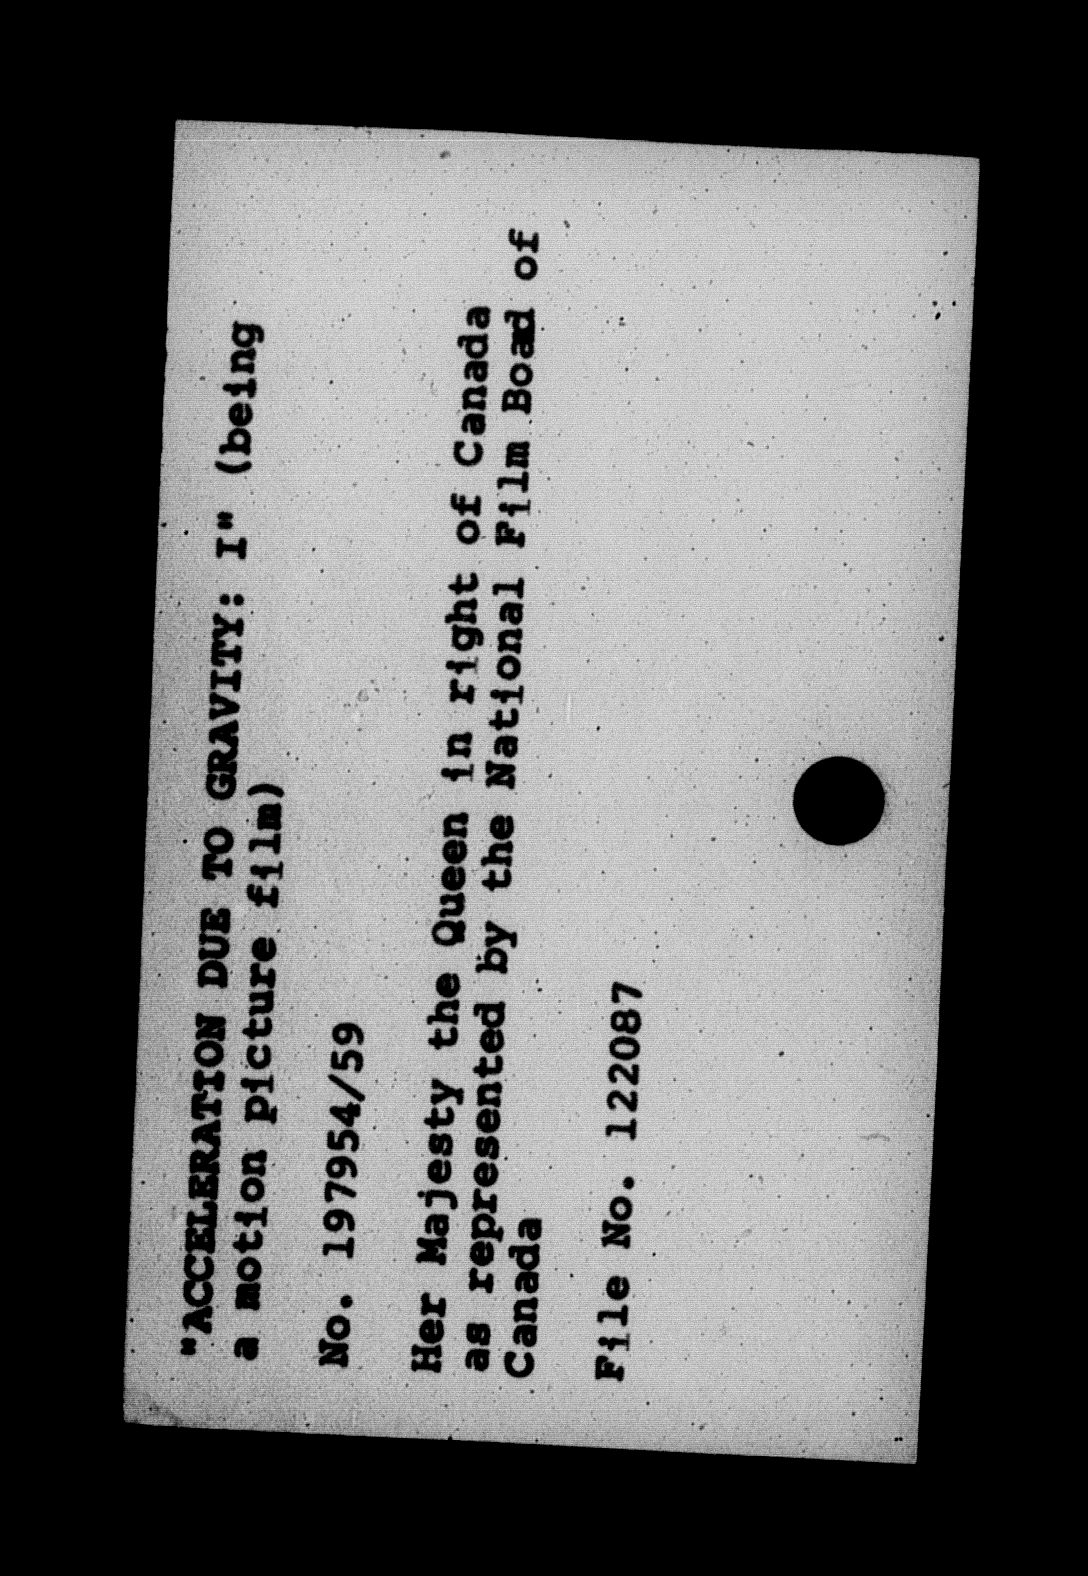 "ACCELERATION DUE TO GRAVITY: I" (being
a motion picture film)
No. 197954/59
Her Majesty the Queen in right of Canada
as represented by the National Film Boad of
Canada
File No. 122087